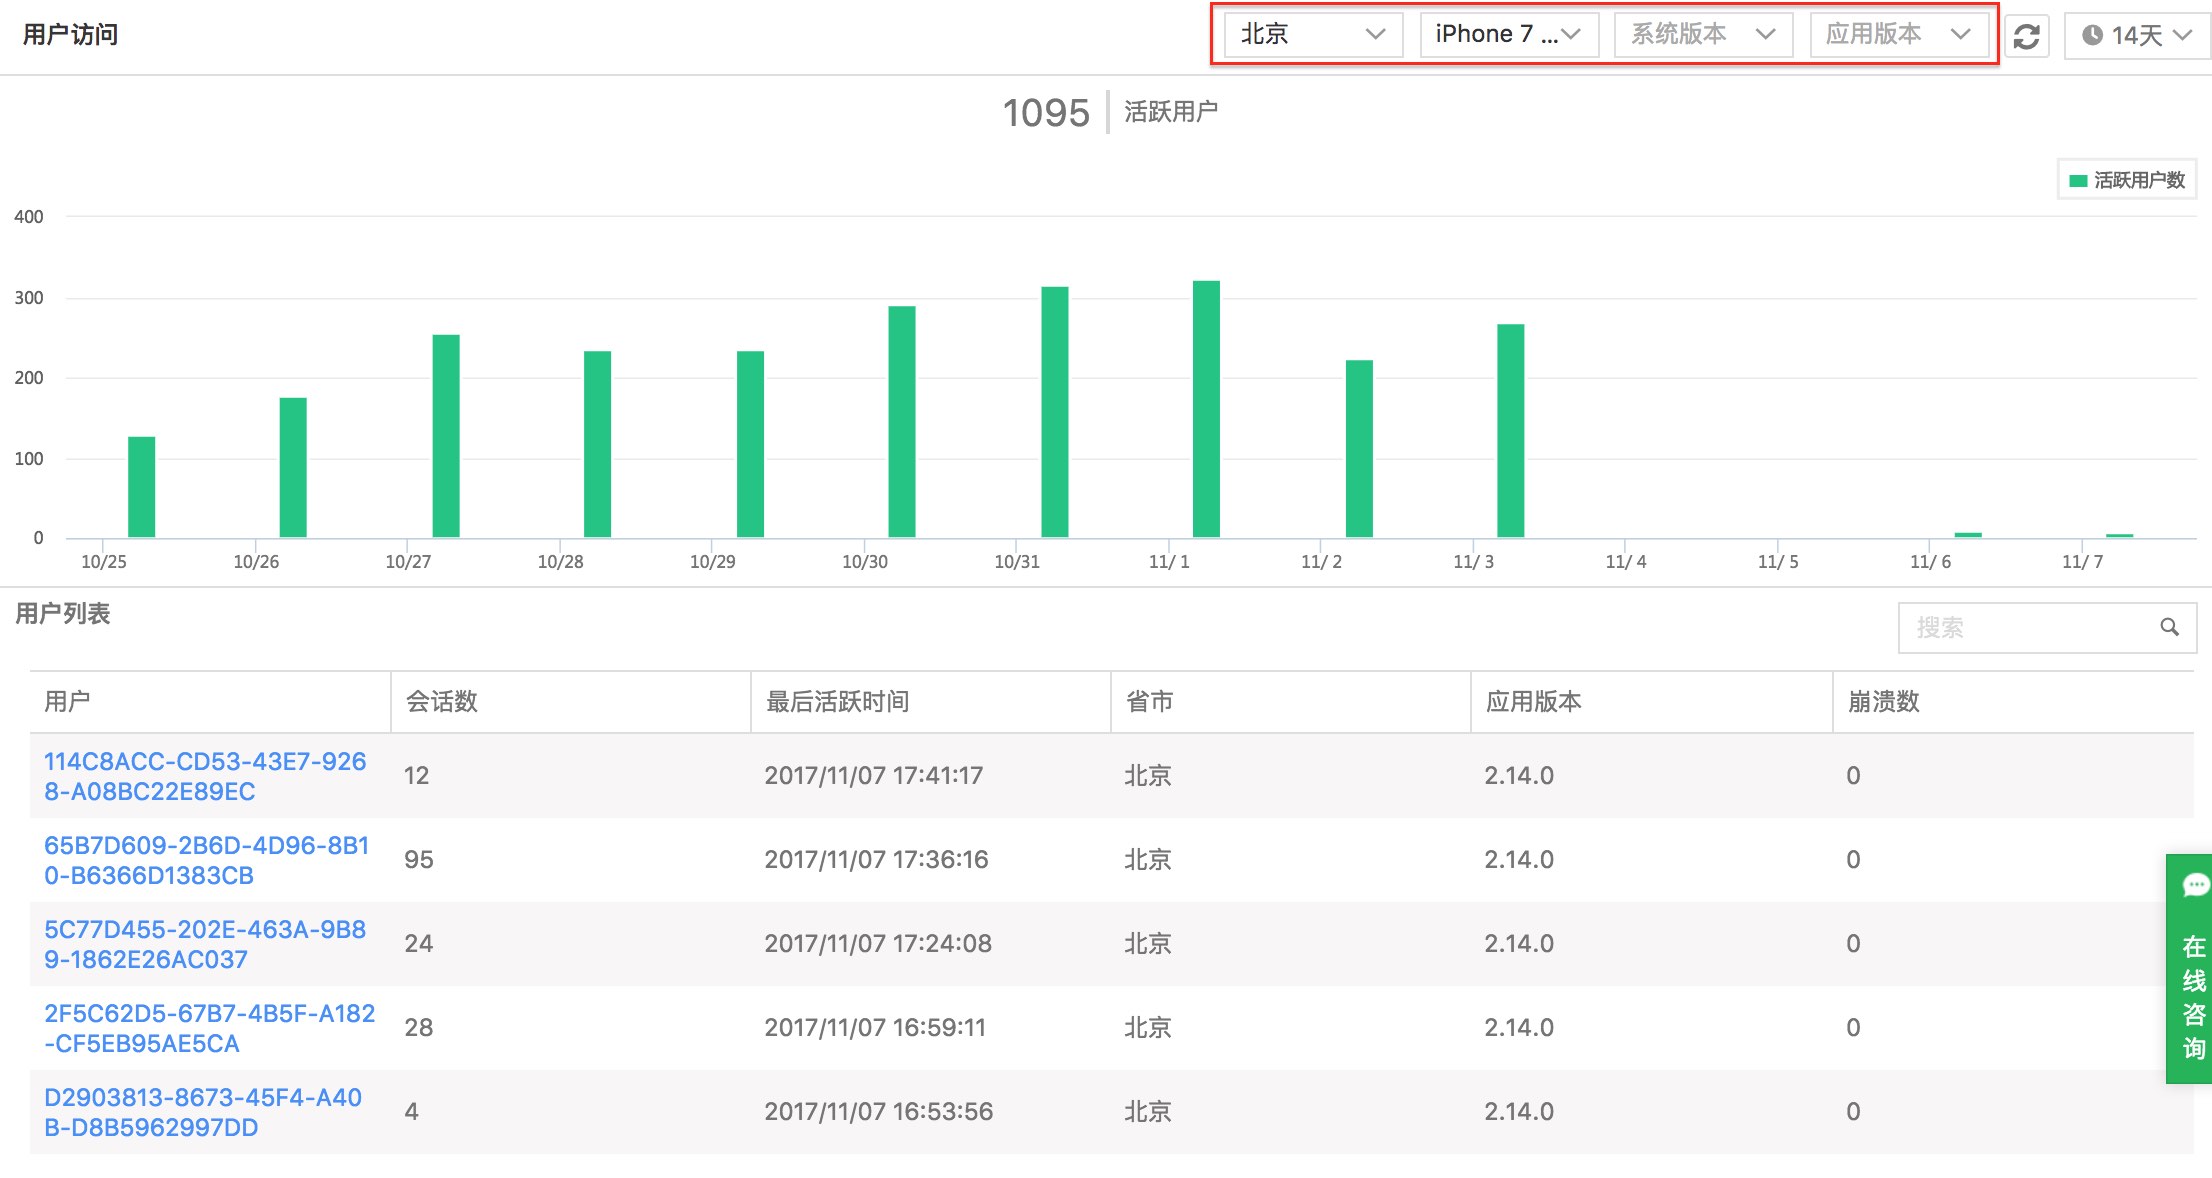 用户访问
北京
iPhone 7 ...
系统版本
应用版本
14天
1095
活跃用户
活跃用户数
400
300
200
100
0
10/25
10/26
10/27
10/28
10/29
10/30
10/31
11/ 1
11/ 2
11/ 3
11/ 4
11/ 5
11/ 6
11/ 7
用户列表
搜索
用户 会话数 最后活跃时间 省市 应用版本 崩溃数
114C8ACC-CD53-43E7-926
8-A08BC22E89EC
12 2017/11/07 17:41:17 北京 2.14.0 0
65B7D609-2B6D-4D96-8B1
0-B6366D1383CB
95 2017/11/07 17:36:16 北京 2.14.0 0
5C77D455-202E-463A-9B8
9-1862E26AC037
24 2017/11/07 17:24:08 北京 2.14.0 0
2F5C62D5-67B7-4B5F-A182
-CF5EB95AE5CA
28 2017/11/07 16:59:11 北京 2.14.0 0
D2903813-8673-45F4-A40
B-D8B5962997DD
4 2017/11/07 16:53:56 北京 2.14.0 0
在线咨询